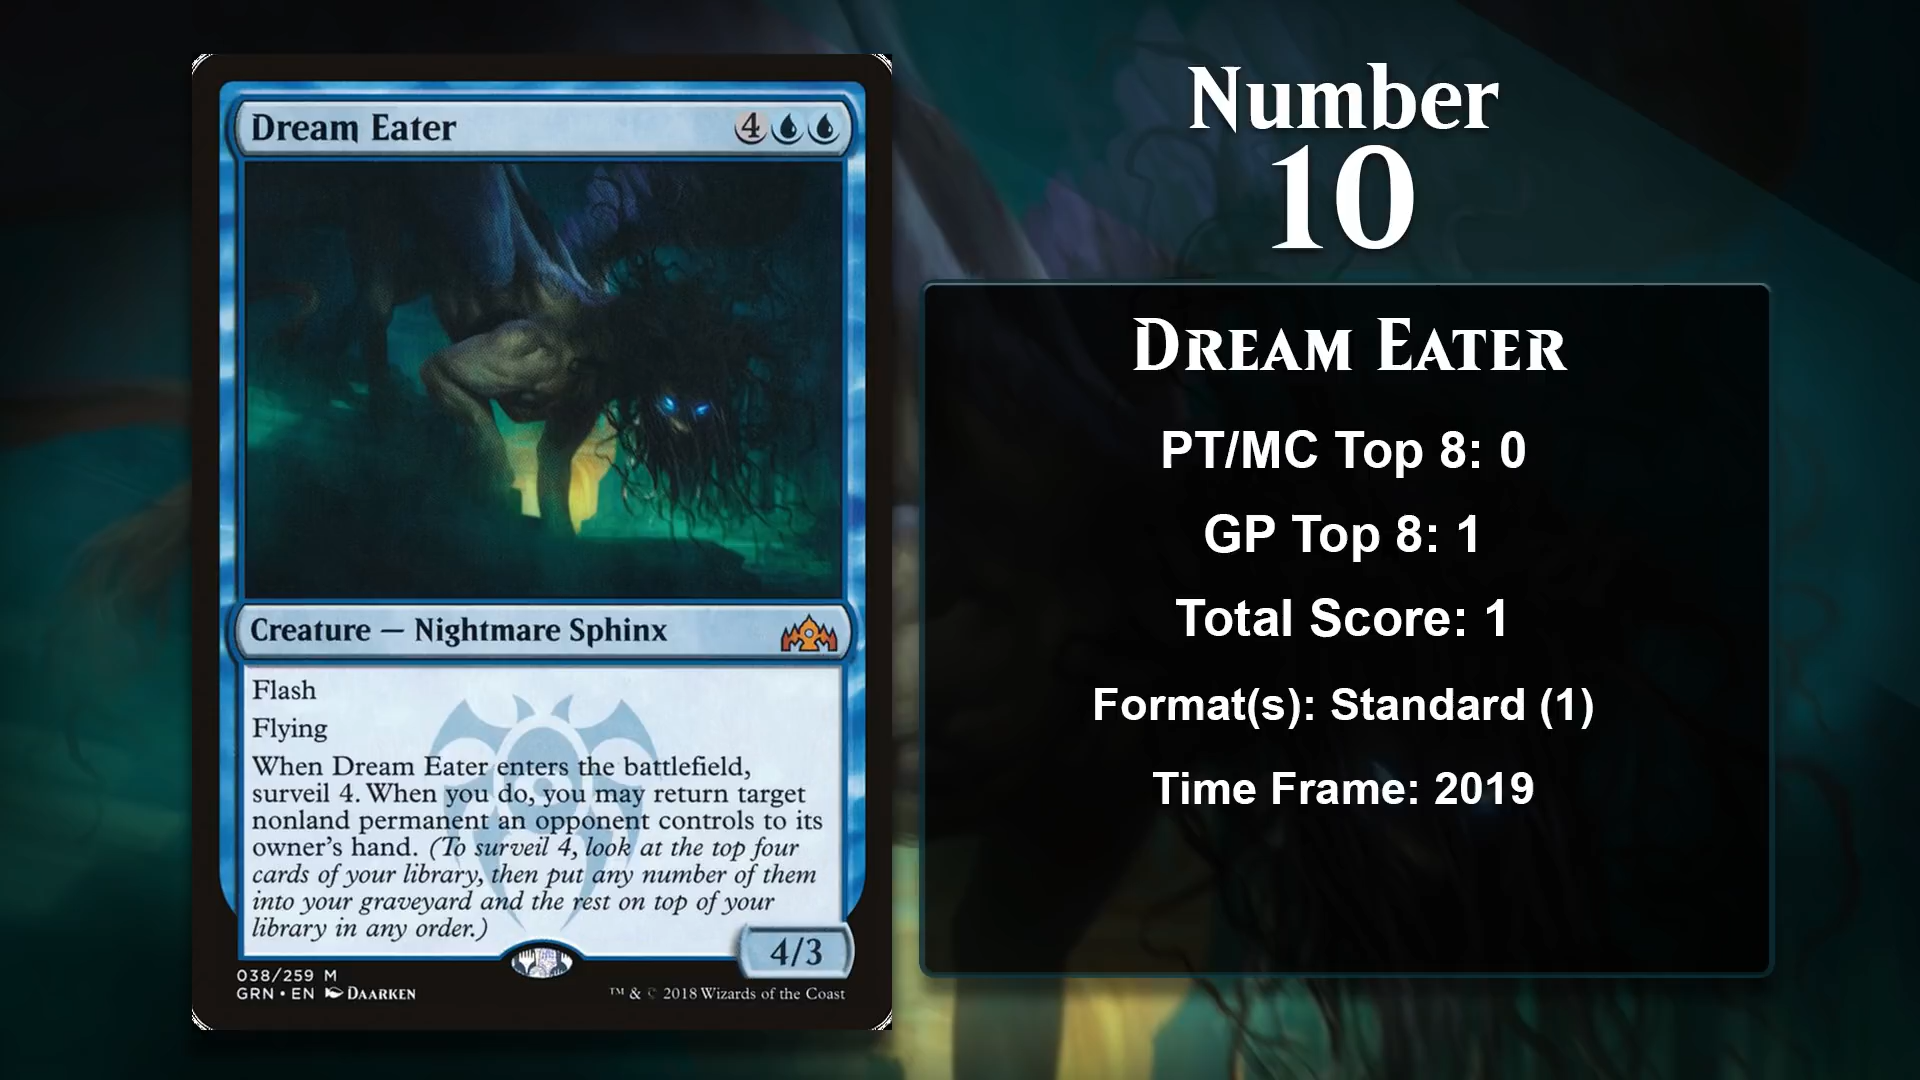 Dream Eater
4
Creature — Nightmare Sphinx
Flash
Flying
When Dream Eater enters the battlefield,
surveil 4. When you do, you may return target
nonland permanent an opponent controls to its
owner's hand. (To surveil 4, look at the top four
cards of your library, then put any number of them
into your graveyard and the rest on top of your
library in any order.)
4/3
038/259 M
GRN • EN DAARKEN
™ & © 2018 Wizards of the Coast
Number
10
DREAM EATER
PT/MC Top 8: 0
GP Top 8: 1
Total Score: 1
Format(s): Standard (1)
Time Frame: 2019